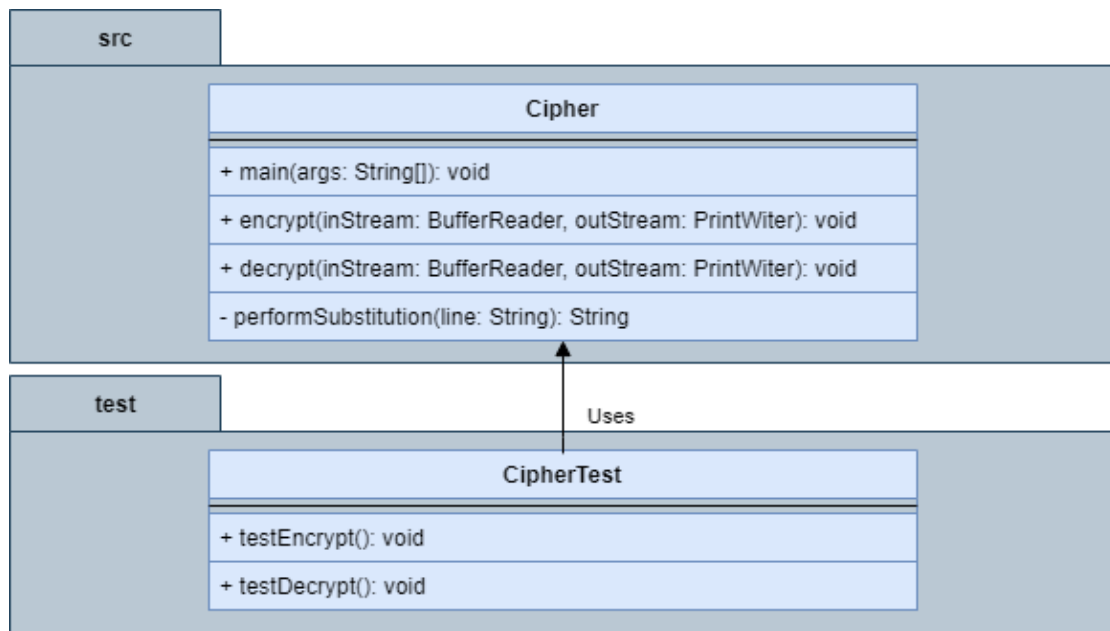 src
Cipher
+ main(args: String[]): void
+ encrypt(inStream: BufferReader, outStream: PrintWiter): void
+ decrypt(inStream: BufferReader, outStream: PrintWiter): void
- performSubstitution(line: String): String
test
Uses
CipherTest
+ testEncrypt(): void
+ testDecrypt(): void